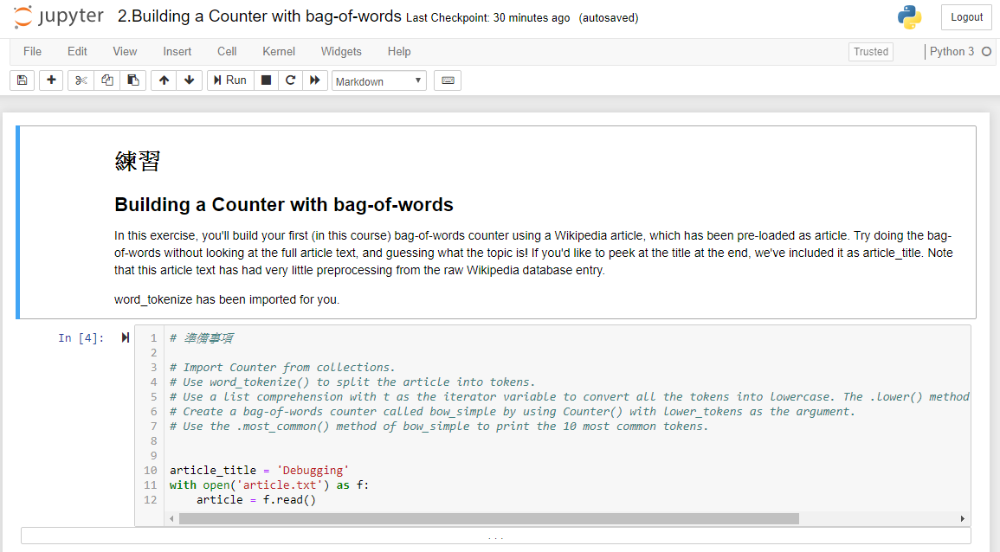 jupyter 2.Building a Counter with bag-of-words Last Checkpoint: 30 minutes ago (autosaved) Logout
File Edit View Insert Cell Kernel Widgets Help Trusted Python 3
Run Markdown
練習
Building a Counter with bag-of-words
In this exercise, you'll build your first (in this course) bag-of-words counter using a Wikipedia article, which has been pre-loaded as article. Try doing the bag-
of-words without looking at the full article text, and guessing what the topic is! If you'd like to peek at the title at the end, we've included it as article_title. Note
that this article text has had very little preprocessing from the raw Wikipedia database entry.
word_tokenize has been imported for you.
In [4]: 1 # 準備事項
2
3 # Import Counter from collections.
4 # Use word_tokenize() to split the article into tokens.
5 # Use a list comprehension with t as the iterator variable to convert all the tokens into lowercase. The .lower() method
6 # Create a bag-of-words counter called bow_simple by using Counter() with lower_tokens as the argument.
7 # Use the .most_common() method of bow_simple to print the 10 most common tokens.
8
9
10 article_title = 'Debugging'
11 with open('article.txt') as f:
12     article = f.read()
...